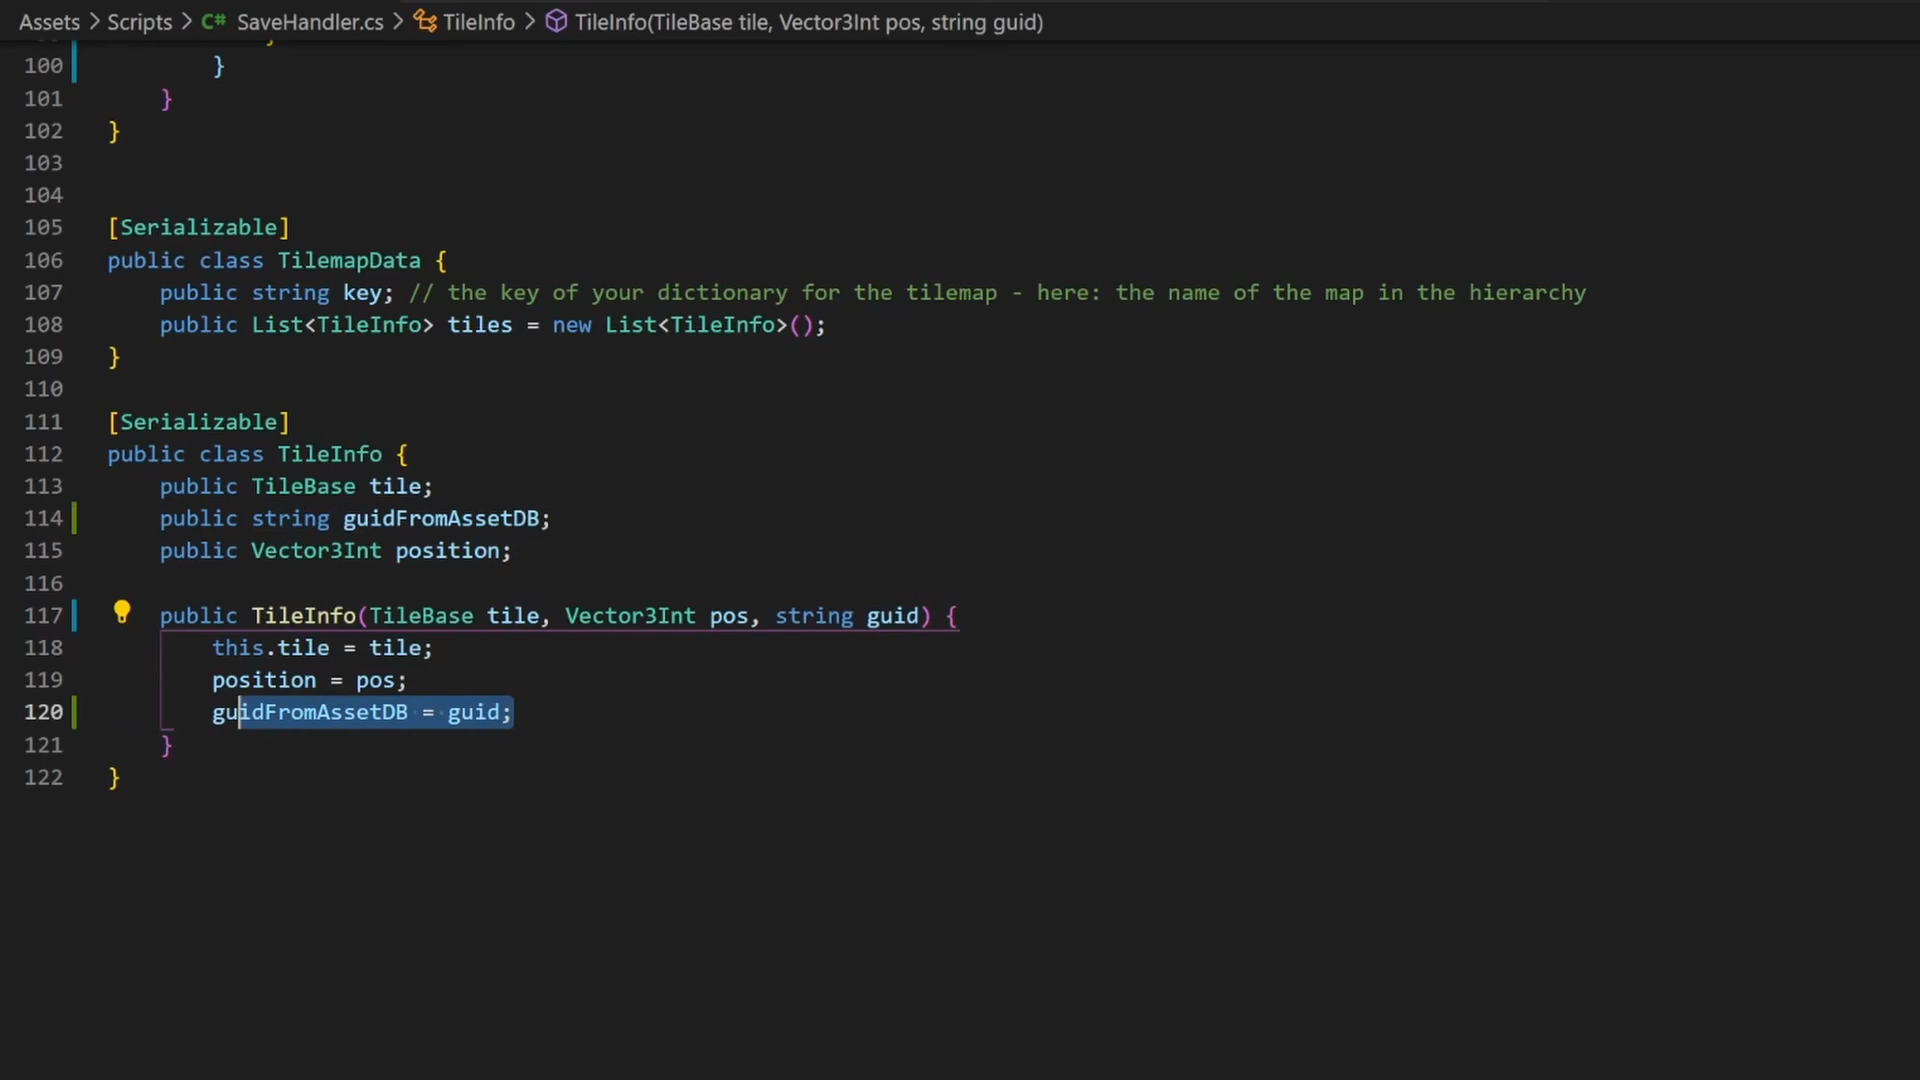 Assets > Scripts > C# SaveHandler.cs > TileInfo > TileInfo(TileBase tile, Vector3Int pos, string guid)
100 }
101 }
102 }
103
104
105 [Serializable]
106 public class TilemapData {
107 public string key; // the key of your dictionary for the tilemap - here: the name of the map in the hierarchy
108 public List<TileInfo> tiles = new List<TileInfo>();
109 }
110
111 [Serializable]
112 public class TileInfo {
113 public TileBase tile;
114 public string guidFromAssetDB;
115 public Vector3Int position;
116
117 public TileInfo(TileBase tile, Vector3Int pos, string guid) {
118 this.tile = tile;
119 position = pos;
120 guidFromAssetDB = guid;
121 }
122 }